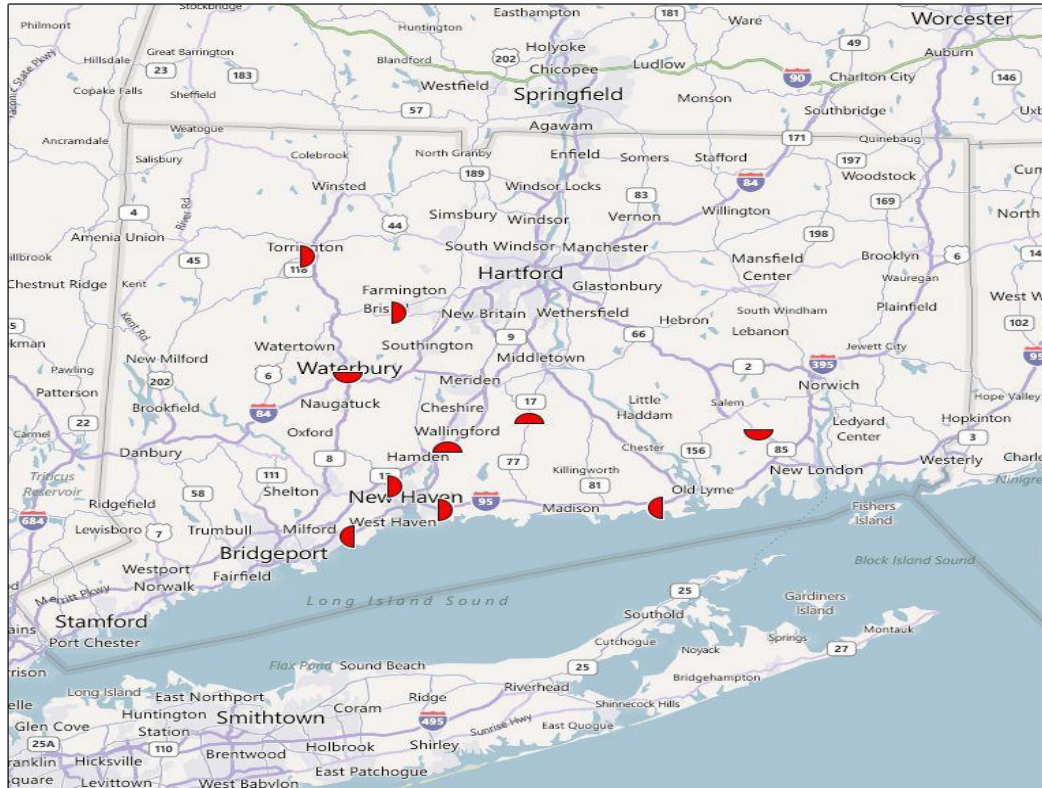 Stockbridge
Philmont
Hillsdale
Great Barrington
23
183
Copake Falls
Sheffield
Ancramdale
Weatogue
Salisbury
Colebrook
North Granby
Huntington
Easthampton
181
Ware
Worcester
Holyoke
202
Blandford
Chicopee
Ludlow
49
Auburn
Westfield
90
Charlton City
146
57
Springfield
Monson
Southbridge
Agawam
171
Quinebaug
Enfield
Somers
Stafford
197
Woodstock
189
Windsor Locks
83
84
169
Winsted
Simsbury
Windsor
Vernon
Willington
4
River Rd
44
198
Amenia Union
Torrington
South Windsor
Manchester
Mansfield
Center
Brooklyn
6
45
118
Hartford
Wauregan
Chestnut Ridge
Kent
Farmington
Glastonbury
Plainfield
Bristol
New Britain
Wethersfield
Hebron
South Windham
Lebanon
102
Kent Rd
9
66
Jewett City
Watertown
Southington
Middletown
New Milford
Waterbury
2
395
95
Pawling
202
6
Meriden
Norwich
Patterson
Brookfield
84
Naugatuck
Cheshire
17
Little
Haddam
Salem
Hope Valley
Hopkinton
22
Oxford
Wallingford
Ledyard
Center
3
Carmel
Danbury
8
Hamden
77
Chester
156
85
Westerly
111
Killingworth
New London
Titicus
Reservoir
58
Shelton
New Haven
95
81
Old Lyme
Ridgefield
684
Lewisboro
7
Trumbull
Milford
West Haven
Madison
Fishers
Island
Bridgeport
Westport
Fairfield
Block Island Sound
Norwalk
Merritt Pkwy
Long Island Sound
25
Gardiners
Island
Stamford
Southold
Port Chester
Cutchogue
Springs
Montauk
Noyack
27
Flax Pond
Sound Beach
25
Bridgehampton
Long Island
East Northport
Ridge
Riverhead
Shinnecock Hills
Glen Cove
Huntington
Station
Smithtown
Coram
495
Sunrise Hwy
East Quogue
25A
110
Holbrook
Shirley
Hicksville
Brentwood
East Patchogue
Levittown
West Babylon